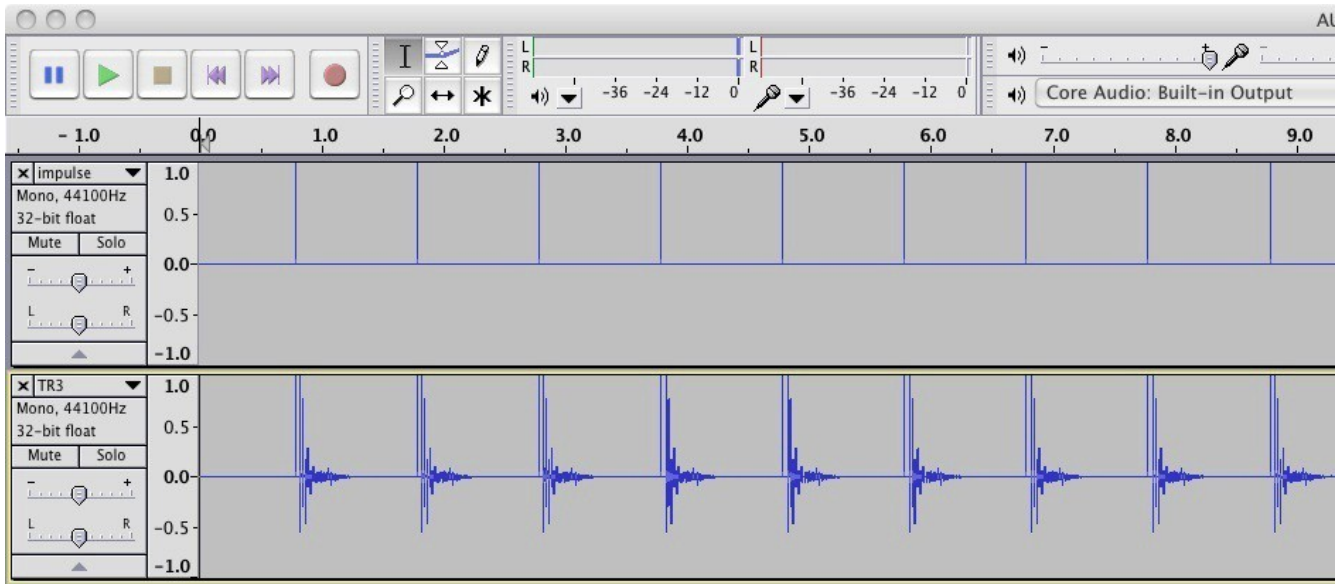 AU
L
R
-36 -24 -12 0
L
R
-36 -24 -12 0
Core Audio: Built-in Output
- 1.0 0.0 1.0 2.0 3.0 4.0 5.0 6.0 7.0 8.0 9.0
impulse
Mono, 44100Hz
32-bit float
Mute Solo
- +
L R
1.0
0.5
0.0
-0.5
-1.0
TR3
Mono, 44100Hz
32-bit float
Mute Solo
- +
L R
1.0
0.5
0.0
-0.5
-1.0